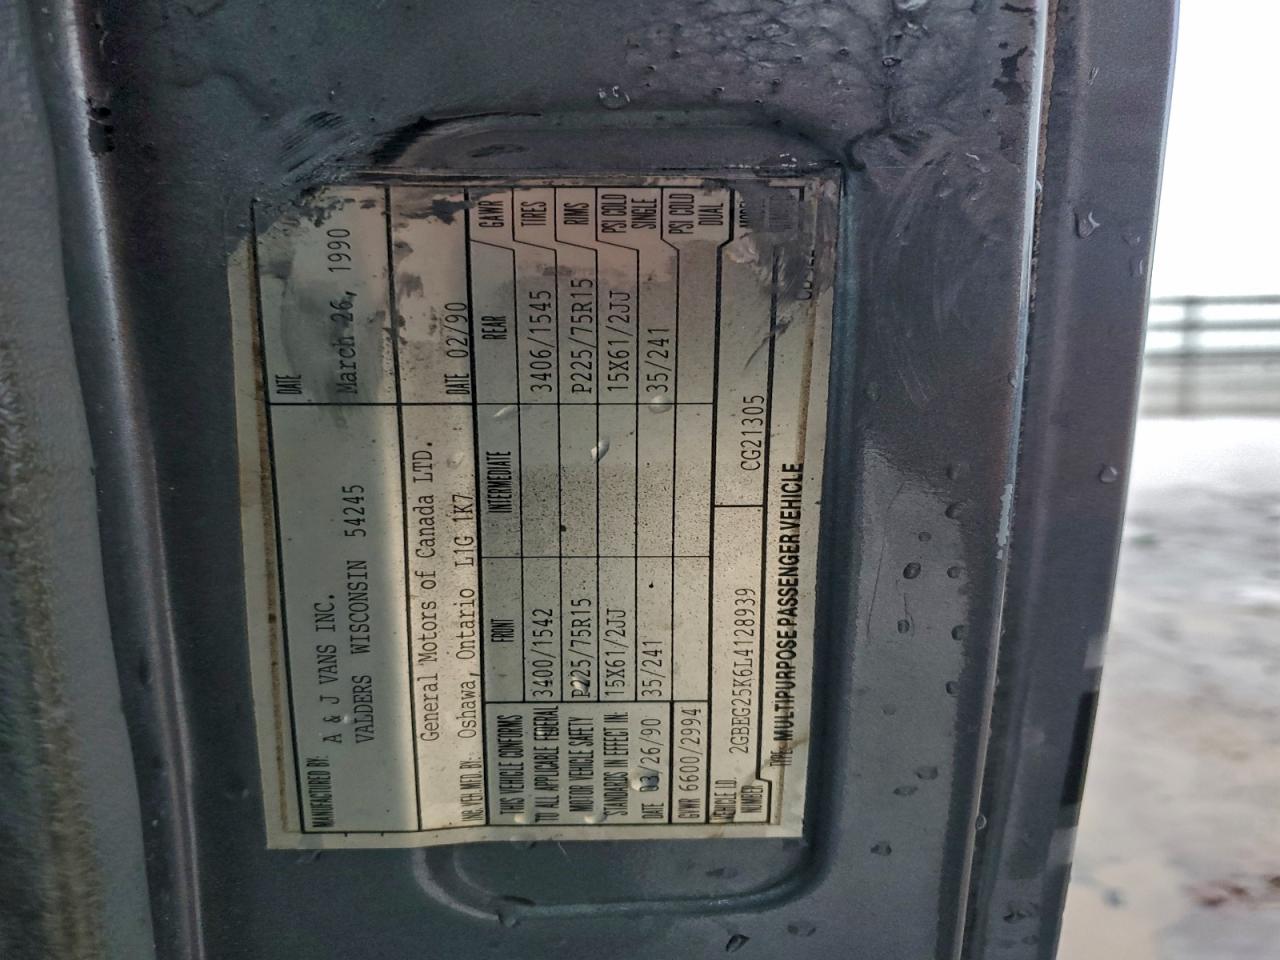 MANUFACTURED BY: DATE
A & J VANS INC. March 26, 1990
VALDERS WISCONSIN 54245
General Motors of Canada LTD.
INC. VEH. MFD. BY: Oshawa, Ontario L1G 1K7 DATE 02/90
THIS VEHICLE CONFORMS FRONT INTERMEDIATE REAR GAWR
TO ALL APPLICABLE FEDERAL 3400/1542 3406/1545 TIRES
MOTOR VEHICLE SAFETY P225/75R15 P225/75R15 RIMS
STANDARDS IN EFFECT IN: 15X61/2JJ 15X61/2JJ PSI COLD SINGLE
DATE 03/26/90 35/241 35/241 PSI COLD DUAL
GVWR 6600/2994
VEHICLE I.D. NUMBER 2GBEG25K6L4128939 CG21305
TYPE MULTIPURPOSE PASSENGER VEHICLE